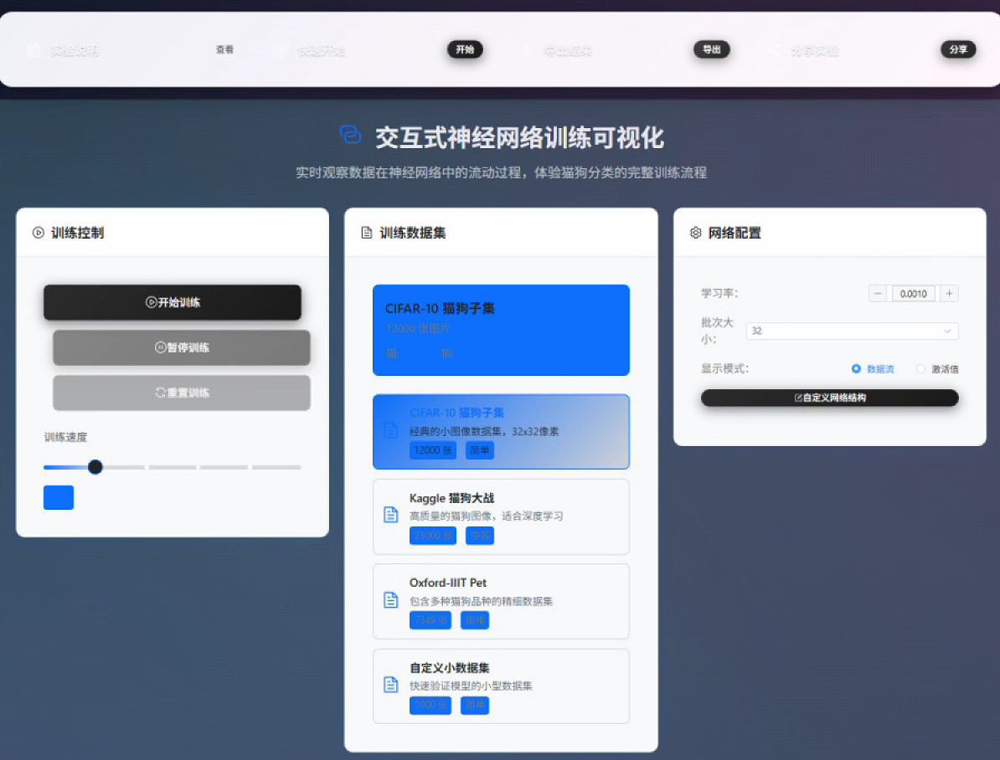 实验说明
查看
快速开始
开始
导出结果
导出
分享实验
分享
交互式神经网络训练可视化
实时观察数据在神经网络中的流动过程，体验猫狗分类的完整训练流程
训练控制
开始训练
暂停训练
重置训练
训练速度
训练数据集
CIFAR-10 猫狗子集
12000 张图片
猫:
狗:
CIFAR-10 猫狗子集
经典的小图像数据集，32x32像素
12000 张
简单
Kaggle 猫狗大战
高质量的猫狗图像，适合深度学习
25000 张
中等
Oxford-IIIT Pet
包含多种猫狗品种的精细数据集
7349 张
困难
自定义小数据集
快速验证模型的小型数据集
1000 张
简单
网络配置
学习率:
0.0010
批次大
小:
32
显示模式:
数据流
激活值
自定义网络结构